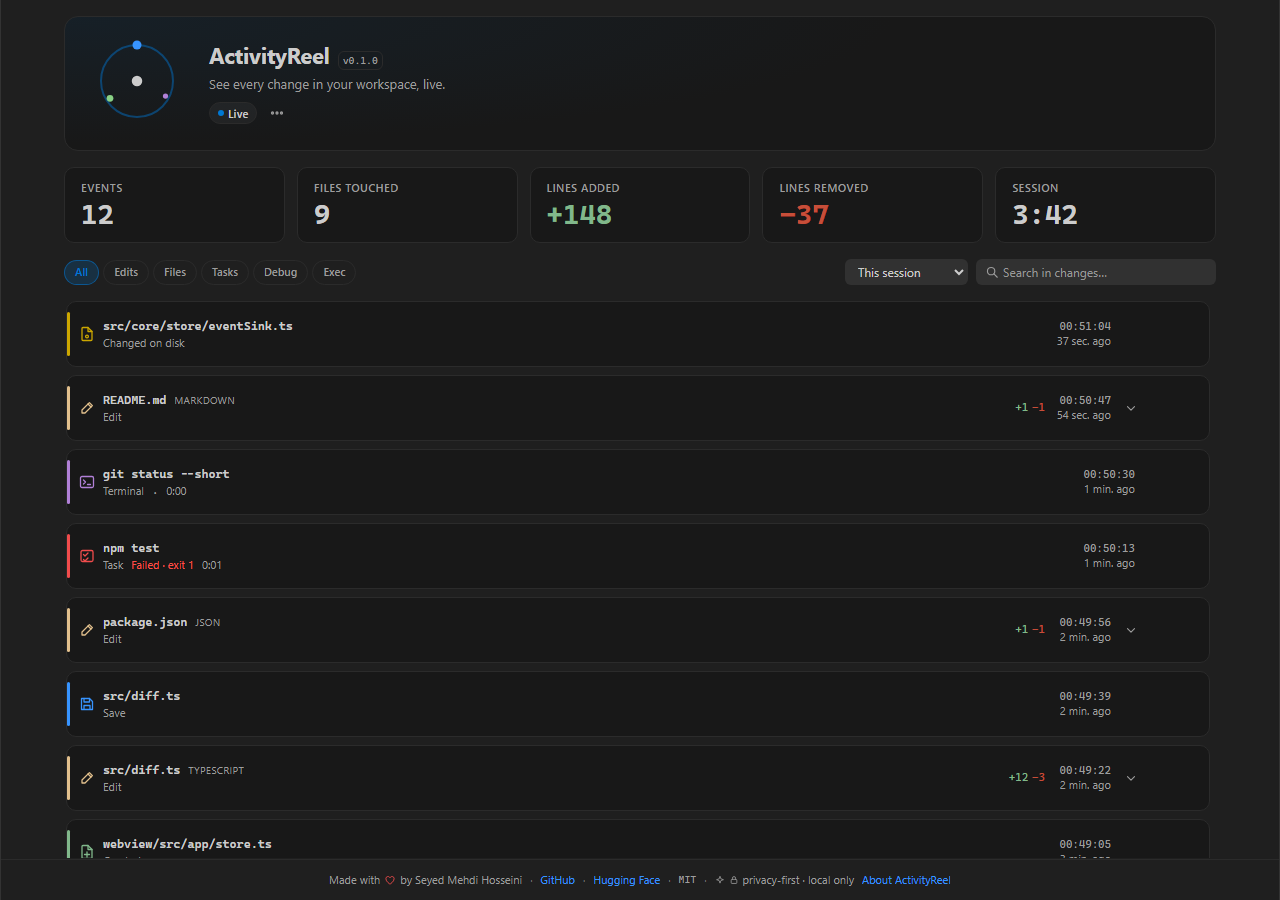 ActivityReel v0.1.0
See every change in your workspace, live.
Live
EVENTS
12
FILES TOUCHED
9
LINES ADDED
+148
LINES REMOVED
−37
SESSION
3:42
All Edits Files Tasks Debug Exec
This session
Search in changes...
src/core/store/eventSink.ts
Changed on disk
00:51:04
37 sec. ago
README.md MARKDOWN
Edit
+1 −1
00:50:47
54 sec. ago
git status --short
Terminal · 0:00
00:50:30
1 min. ago
npm test
Task Failed · exit 1 0:01
00:50:13
1 min. ago
package.json JSON
Edit
+1 −1
00:49:56
2 min. ago
src/diff.ts
Save
00:49:39
2 min. ago
src/diff.ts TYPESCRIPT
Edit
+12 −3
00:49:22
2 min. ago
webview/src/app/store.ts
00:49:05
Made with ♡ by Seyed Mehdi Hosseini · GitHub · Hugging Face · MIT · privacy-first · local only About ActivityReel